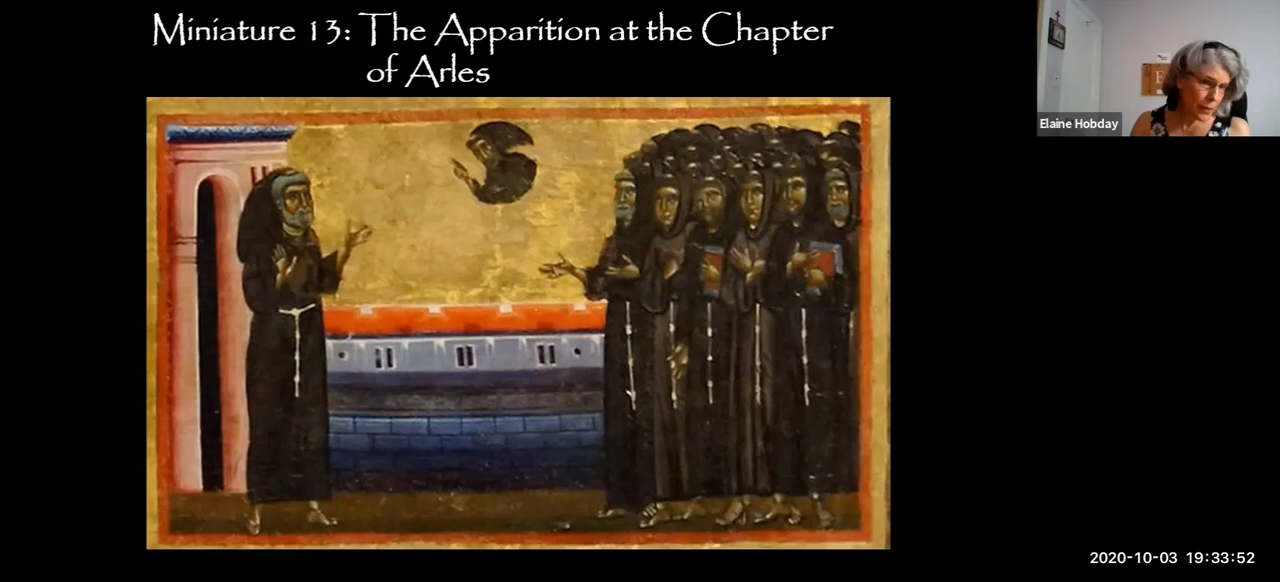 Miniature 13: The Apparition at the Chapter
of Arles
Elaine Hobday
2020-10-03 19:33:52